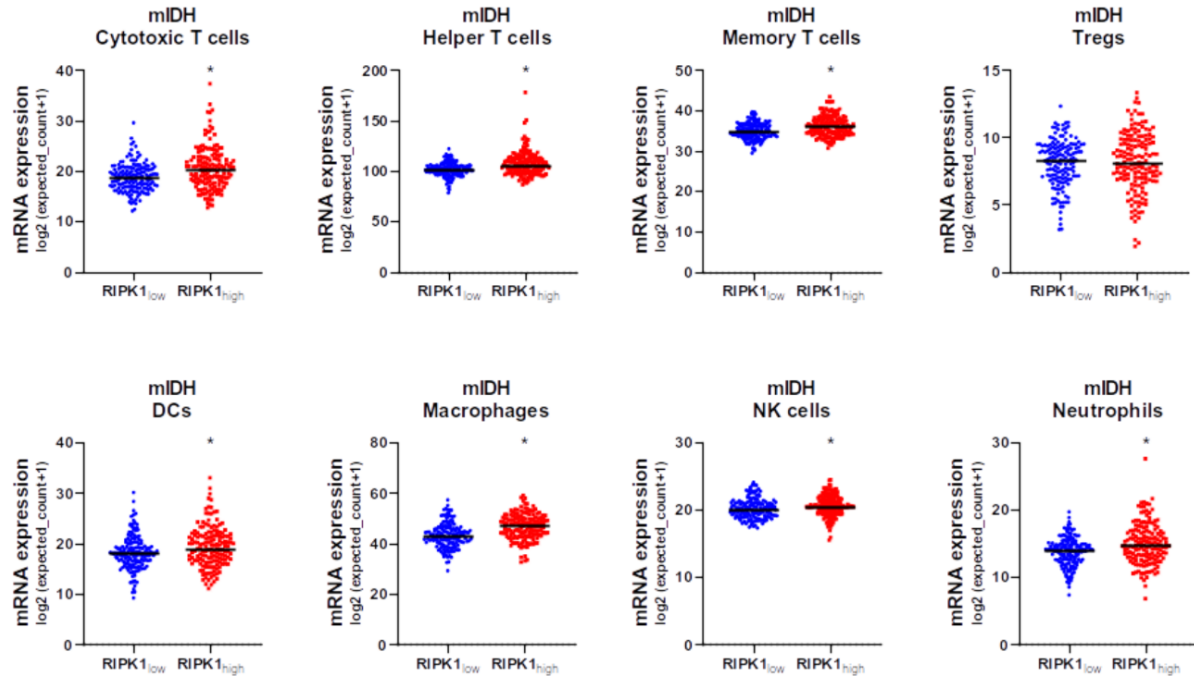 mIDH
Cytotoxic T cells
*
mRNA expression
log2 (expected_count+1)
40
30
20
10
0
RIPK1low
RIPK1high
mIDH
Helper T cells
*
mRNA expression
log2 (expected_count+1)
200
150
100
50
0
RIPK1low
RIPK1high
mIDH
Memory T cells
*
mRNA expression
log2 (expected_count+1)
50
40
30
20
10
0
RIPK1low
RIPK1high
mIDH
Tregs
mRNA expression
log2 (expected_count+1)
15
10
5
0
RIPK1low
RIPK1high
mIDH
DCs
*
mRNA expression
log2 (expected_count+1)
40
30
20
10
0
RIPK1low
RIPK1high
mIDH
Macrophages
*
mRNA expression
log2 (expected_count+1)
80
60
40
20
0
RIPK1low
RIPK1high
mIDH
NK cells
*
mRNA expression
log2 (expected_count+1)
30
20
10
0
RIPK1low
RIPK1high
mIDH
Neutrophils
*
mRNA expression
log2 (expected_count+1)
30
20
10
0
RIPK1low
RIPK1high